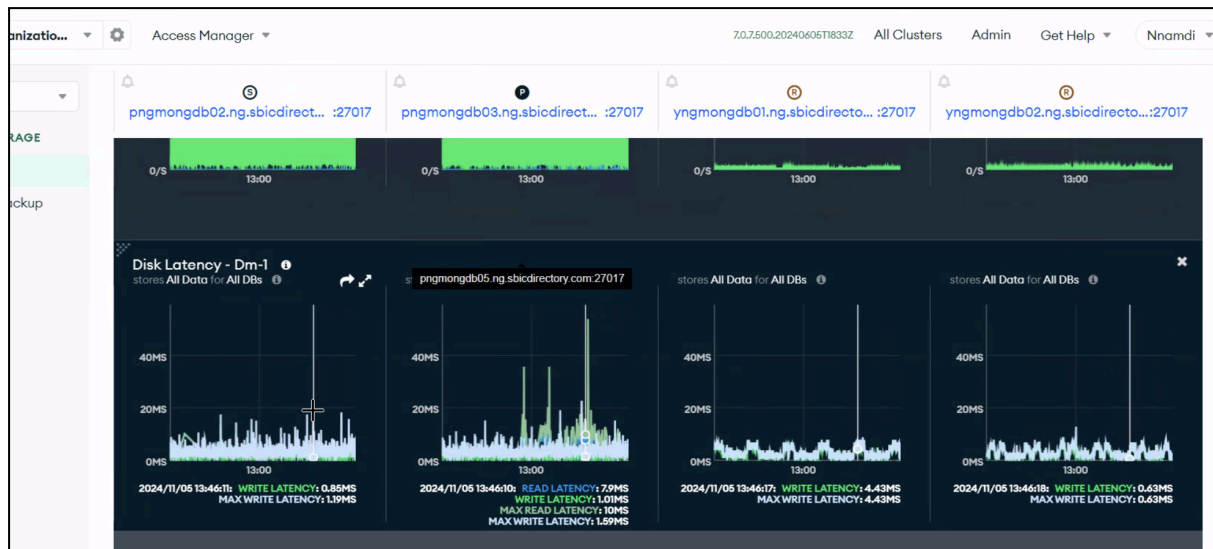 anizatio...
Access Manager
7.0.7.500.20240605T1833Z
All Clusters
Admin
Get Help
Nnamdi
S
P
R
R
pngmongdb02.ng.sbicdirect... :27017
pngmongdb03.ng.sbicdirect... :27017
yngmongdb01.ng.sbicdirecto... :27017
yngmongdb02.ng.sbicdirecto...:27017
RAGE
ackup
0/S
13:00
0/S
13:00
0/S
13:00
0/S
13:00
Disk Latency - Dm-1
stores All Data for All DBs
pngmongdb05.ng.sbicdirectory.com:27017
stores All Data for All DBs
stores All Data for All DBs
40MS
20MS
0MS
13:00
2024/11/05 13:46:11: WRITE LATENCY: 0.85MS
MAX WRITE LATENCY: 1.19MS
40MS
20MS
0MS
13:00
2024/11/05 13:46:10: READ LATENCY: 7.9MS
WRITE LATENCY: 1.01MS
MAX READ LATENCY: 10MS
MAX WRITE LATENCY: 1.59MS
40MS
20MS
0MS
13:00
2024/11/05 13:46:17: WRITE LATENCY: 4.43MS
MAX WRITE LATENCY: 4.43MS
40MS
20MS
0MS
13:00
2024/11/05 13:46:18: WRITE LATENCY: 0.63MS
MAX WRITE LATENCY: 0.63MS